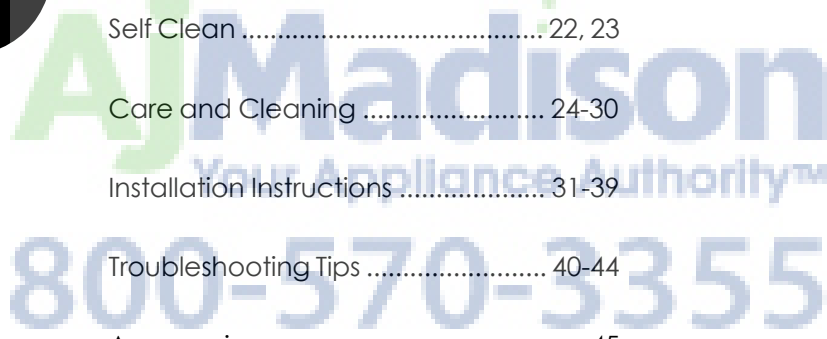 Self Clean ........................................ 22, 23
AJMadison
Care and Cleaning ......................... 24-30
Your Appliance Authority™
Installation Instructions .................... 31-39
800-570-3355
Troubleshooting Tips ......................... 40-44
45